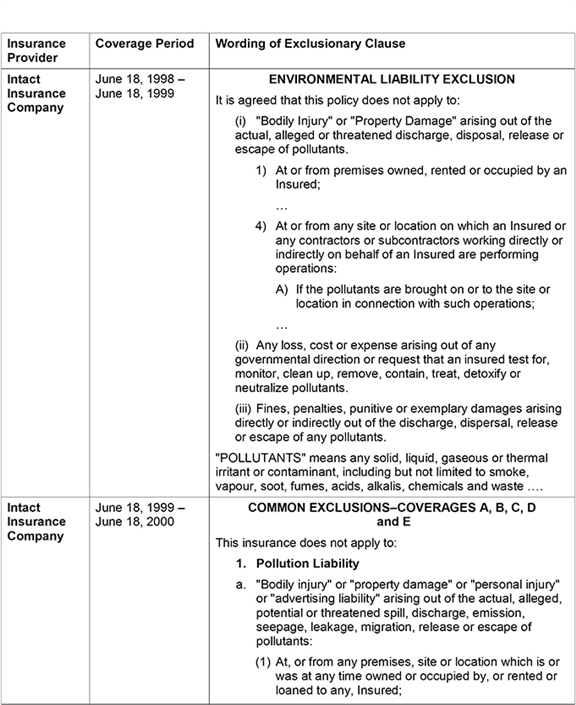 Insurance Provider
Coverage Period
Wording of Exclusionary Clause
Intact
Insurance
Company
June 18, 1998 –
June 18, 1999
ENVIRONMENTAL LIABILITY EXCLUSION
It is agreed that this policy does not apply to:
(i) "Bodily Injury" or "Property Damage" arising out of the
actual, alleged or threatened discharge, disposal, release or
escape of pollutants.
1) At or from premises owned, rented or occupied by an
Insured;
…
4) At or from any site or location on which an Insured or
any contractors or subcontractors working directly or
indirectly on behalf of an Insured are performing
operations:
A) If the pollutants are brought on or to the site or
location in connection with such operations;
…
(ii) Any loss, cost or expense arising out of any
governmental direction or request that an insured test for,
monitor, clean up, remove, contain, treat, detoxify or
neutralize pollutants.
(iii) Fines, penalties, punitive or exemplary damages arising
directly or indirectly out of the discharge, dispersal, release
or escape of any pollutants.
"POLLUTANTS" means any solid, liquid, gaseous or thermal
irritant or contaminant, including but not limited to smoke,
vapour, soot, fumes, acids, alkalis, chemicals and waste ….
Intact
Insurance
Company
June 18, 1999 –
June 18, 2000
COMMON EXCLUSIONS–COVERAGES A, B, C, D
and E
This insurance does not apply to:
1. Pollution Liability
a. "Bodily injury" or "property damage" or "personal injury"
or "advertising liability" arising out of the actual, alleged,
potential or threatened spill, discharge, emission,
seepage, leakage, migration, release or escape of
pollutants:
(1) At, or from any premises, site or location which is or
was at any time owned or occupied by, or rented or
loaned to any, Insured;